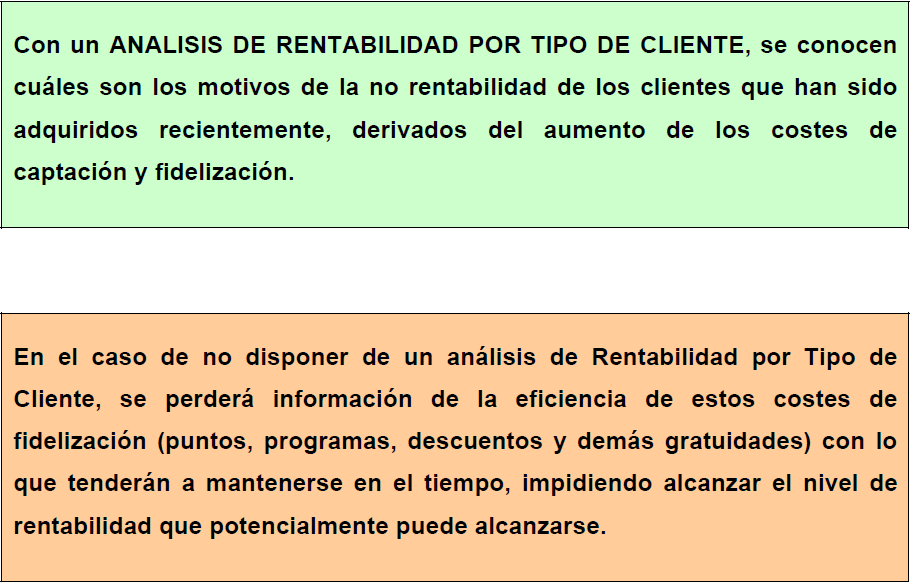 Con un ANALISIS DE RENTABILIDAD POR TIPO DE CLIENTE, se conocen
cuáles son los motivos de la no rentabilidad de los clientes que han sido
adquiridos recientemente, derivados del aumento de los costes de
captación y fidelización.
En el caso de no disponer de un análisis de Rentabilidad por Tipo de
Cliente, se perderá información de la eficiencia de estos costes de
fidelización (puntos, programas, descuentos y demás gratuidades) con lo
que tenderán a mantenerse en el tiempo, impidiendo alcanzar el nivel de
rentabilidad que potencialmente puede alcanzarse.